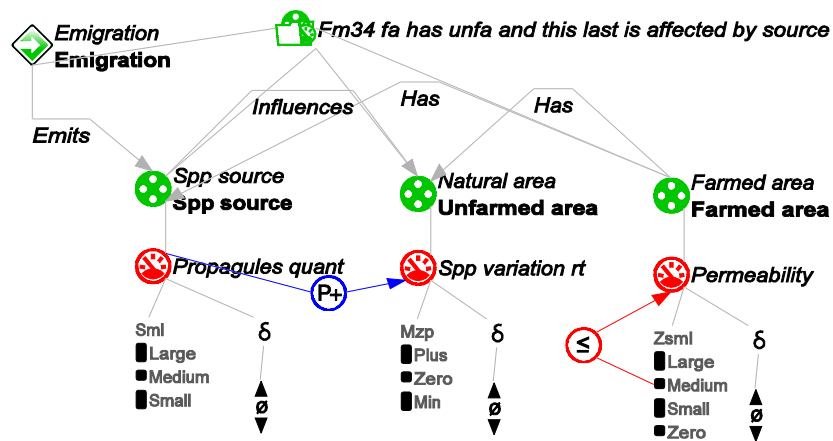 Fm34 fa has unfa and this last is affected by source
Emigration
Emigration
Influences
Has
Has
Emits
Spp source
Spp source
Natural area
Unfarmed area
Farmed area
Farmed area
Propagules quant
P+
Spp variation rt
Permeability
Sml
Large
Medium
Small
δ
ø
Mzp
Plus
Zero
Min
δ
ø
≤
Zsml
Large
Medium
Small
Zero
δ
ø